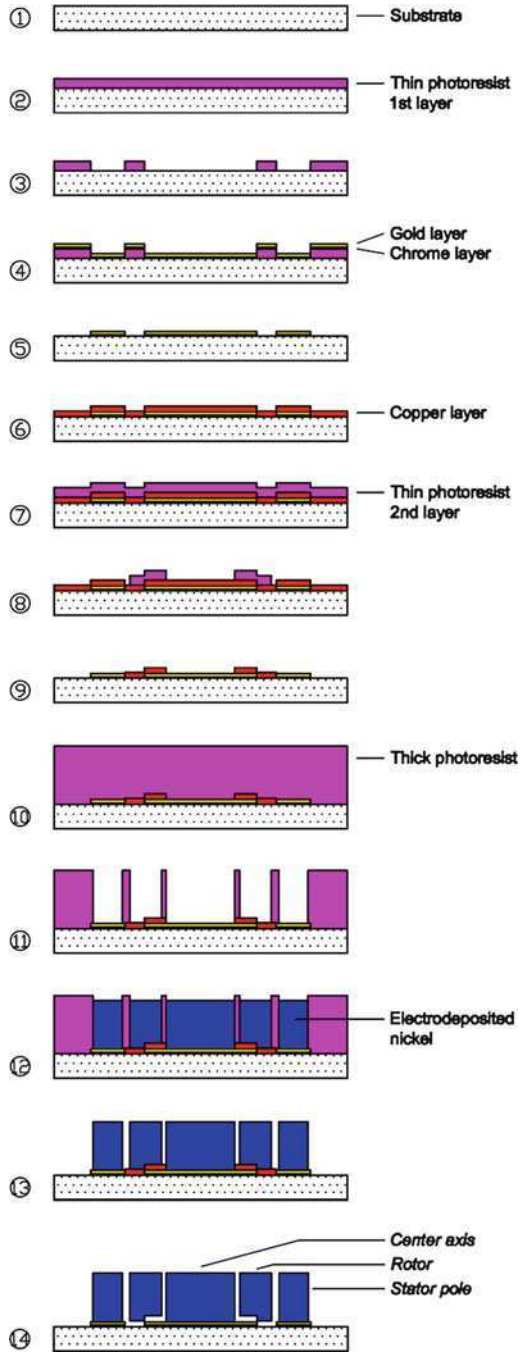 ① Substrate
② Thin photoresist
1st layer
③
Gold layer
④ Chrome layer
⑤
⑥ Copper layer
⑦ Thin photoresist
2nd layer
⑧
⑨
⑩ Thick photoresist
⑪
⑫ Electrodeposited
nickel
⑬
Center axis
Rotor
Stator pole
⑭